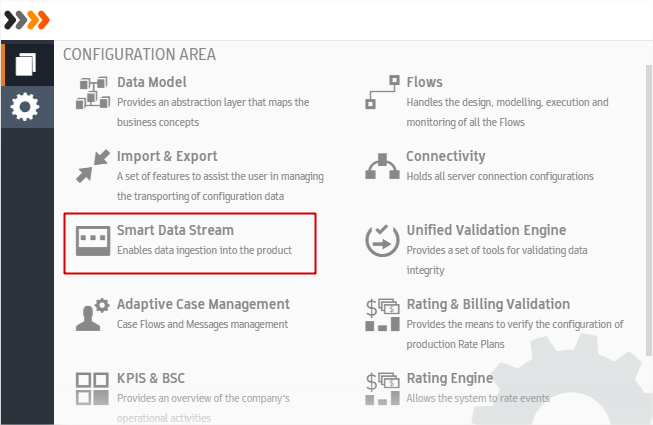 CONFIGURATION AREA
Data Model
Provides an abstraction layer that maps the
business concepts
Flows
Handles the design, modelling, execution and
monitoring of all the Flows
Import & Export
A set of features to assist the user in managing
the transporting of configuration data
Connectivity
Holds all server connection configurations
Smart Data Stream
Enables data ingestion into the product
Unified Validation Engine
Provides a set of tools for validating data
integrity
Adaptive Case Management
Case Flows and Messages management
Rating & Billing Validation
Provides the means to verify the configuration of
production Rate Plans
KPIS & BSC
Provides an overview of the company's
operational activities
Rating Engine
Allows the system to rate events